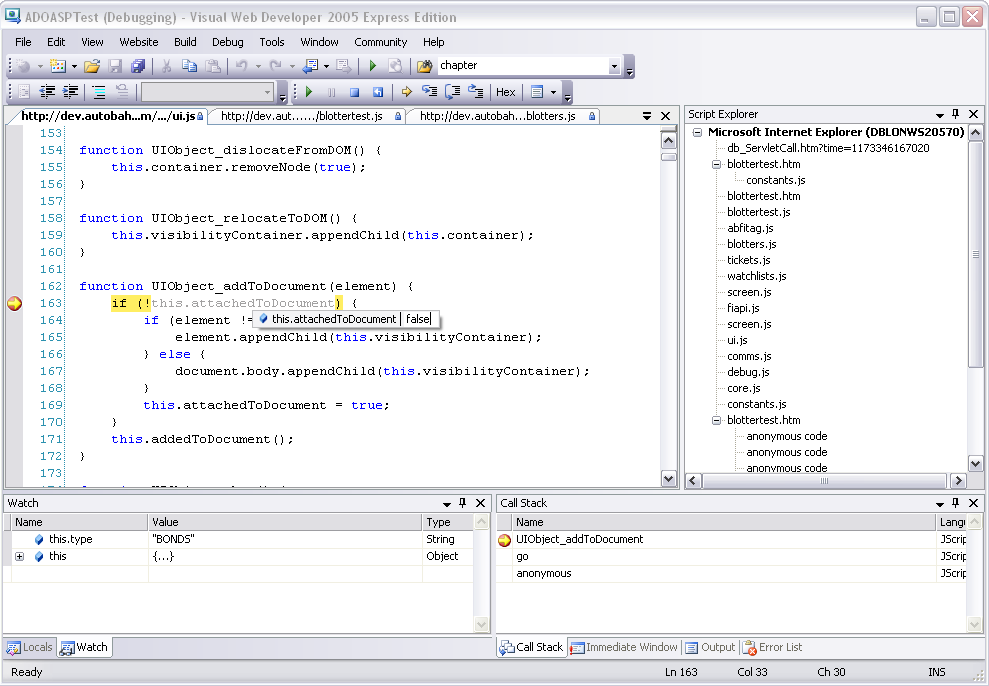 ADOASPTest (Debugging) - Visual Web Developer 2005 Express Edition
File Edit View Website Build Debug Tools Window Community Help
chapter
Hex
http://dev.autobah...m/.../ui.js http://dev.aut....../blottertest.js http://dev.autobah...blotters.js
153
154 function UIObject_dislocateFromDOM() {
155 this.container.removeNode(true);
156 }
157
158 function UIObject_relocateToDOM() {
159 this.visibilityContainer.appendChild(this.container);
160 }
161
162 function UIObject_addToDocument(element) {
163 if (!this.attachedToDocument) {
164 if (element !=
this.attachedToDocument | false
165 element.appendChild(this.visibilityContainer);
166 } else {
167 document.body.appendChild(this.visibilityContainer);
168 }
169 this.attachedToDocument = true;
170 }
171 this.addedToDocument();
172 }
173
Script Explorer
Microsoft Internet Explorer (DBLONWS20570)
db_ServletCall.htm?time=1173346167020
blottertest.htm
constants.js
blottertest.htm
blottertest.js
abfitag.js
blotters.js
tickets.js
watchlists.js
screen.js
fiapi.js
screen.js
ui.js
comms.js
debug.js
core.js
constants.js
blottertest.htm
anonymous code
anonymous code
anonymous code
Watch
Name Value Type
this.type "BONDS" String
this {...} Object
Locals Watch
Call Stack
Name Langu
UIObject_addToDocument JScrip
go JScrip
anonymous JScrip
Call Stack Immediate Window Output Error List
Ready Ln 163 Col 33 Ch 30 INS